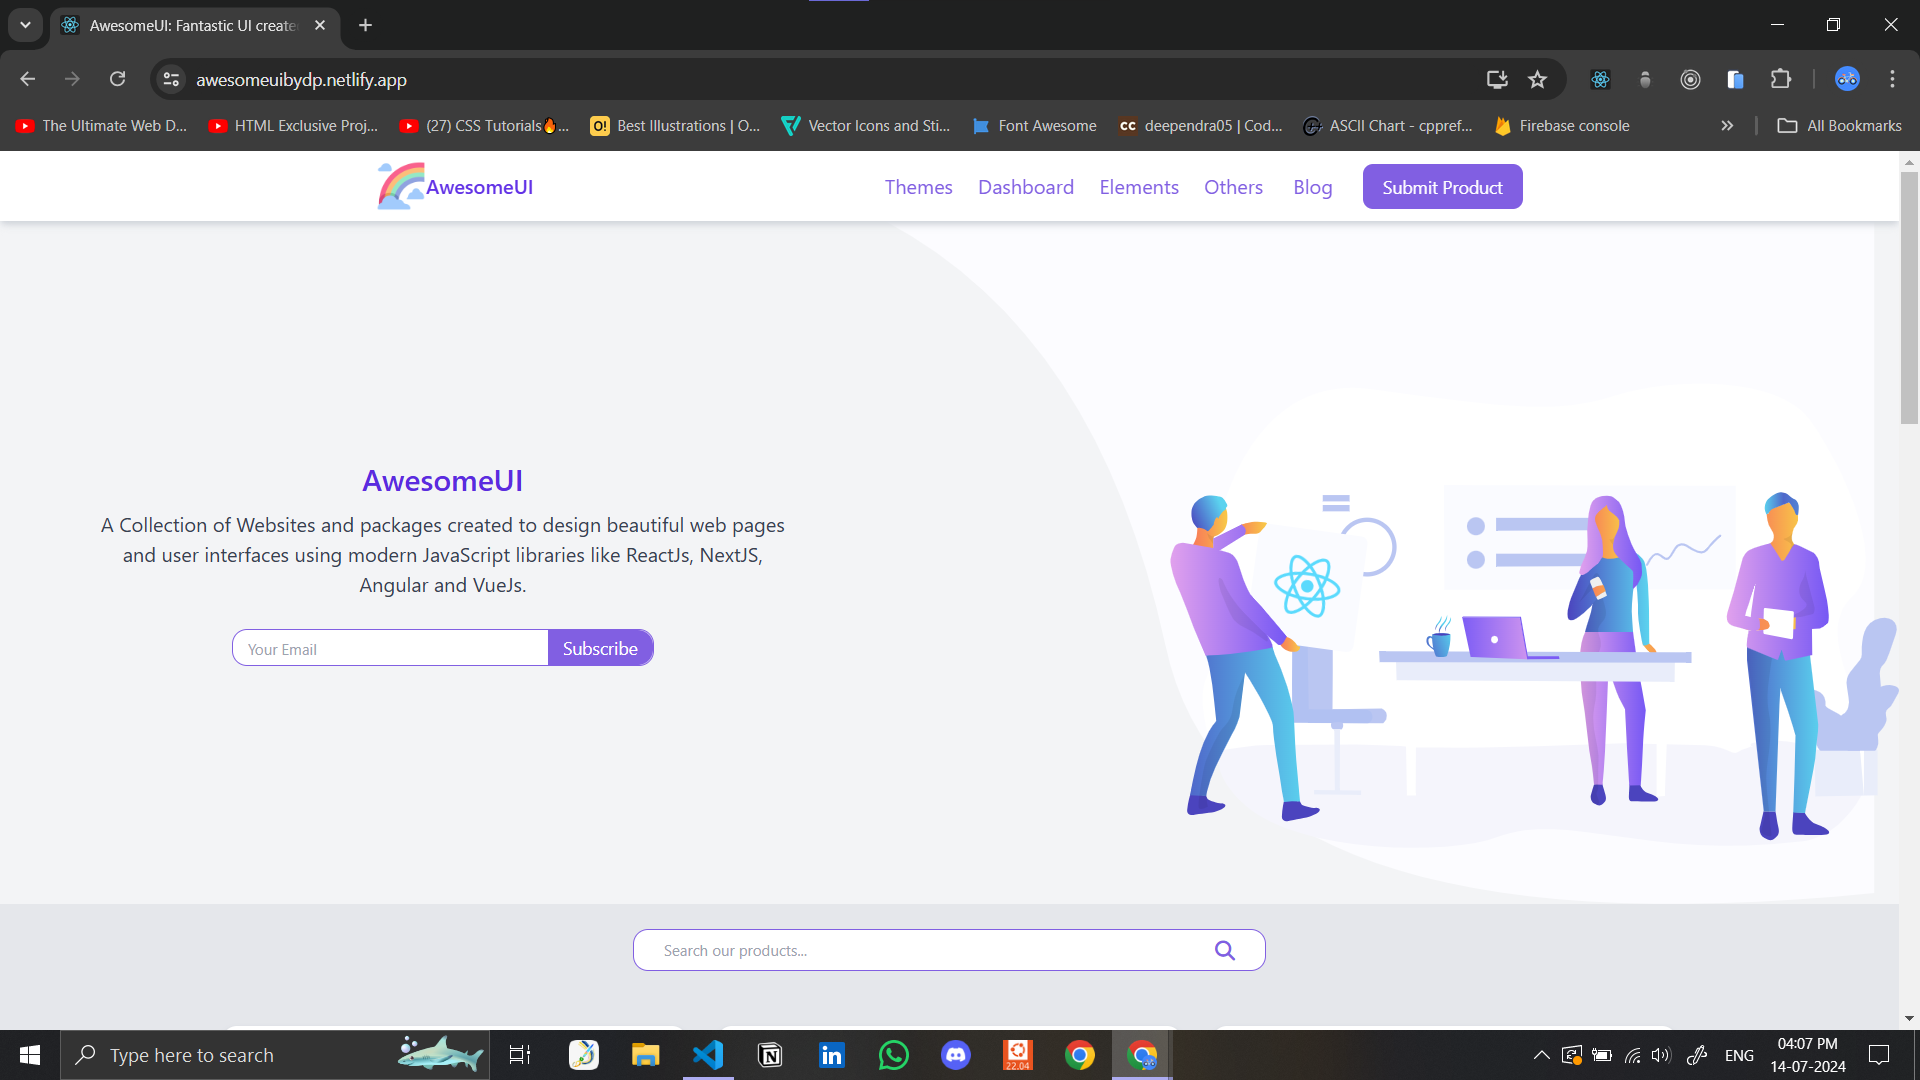 AwesomeUI: Fantastic UI create
awesomeuibydp.netlify.app
The Ultimate Web D... HTML Exclusive Proj... (27) CSS Tutorials🔥... O! Best Illustrations | O... Vector Icons and Sti... Font Awesome cc deependra05 | Cod... ASCII Chart - cppref... Firebase console » All Bookmarks
AwesomeUI Themes Dashboard Elements Others Blog Submit Product
AwesomeUI
A Collection of Websites and packages created to design beautiful web pages
and user interfaces using modern JavaScript libraries like ReactJs, NextJS,
Angular and VueJs.
Your Email Subscribe
Search our products...
Type here to search
22.04
ENG
04:07 PM
14-07-2024